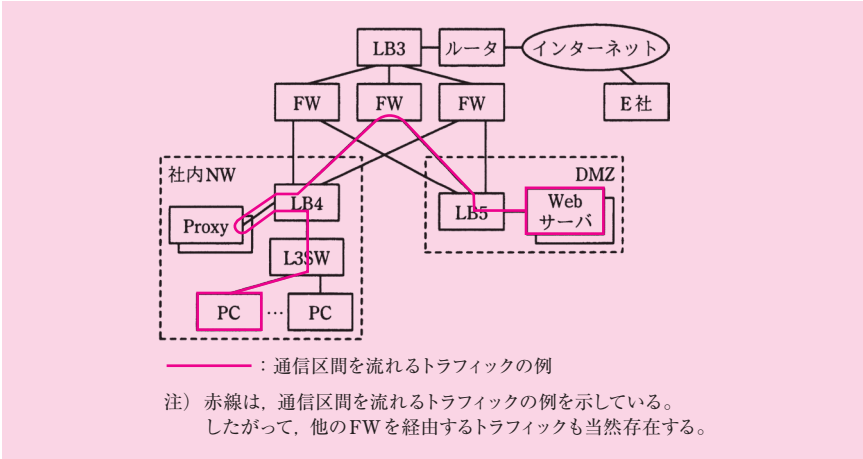 LB3
ルータ
インターネット
FW
FW
FW
E社
社内NW
DMZ
LB4
LB5
Web
サーバ
Proxy
L3SW
PC
…
PC
：通信区間を流れるトラフィックの例
注） 赤線は，通信区間を流れるトラフィックの例を示している。
したがって，他のFWを経由するトラフィックも当然存在する。